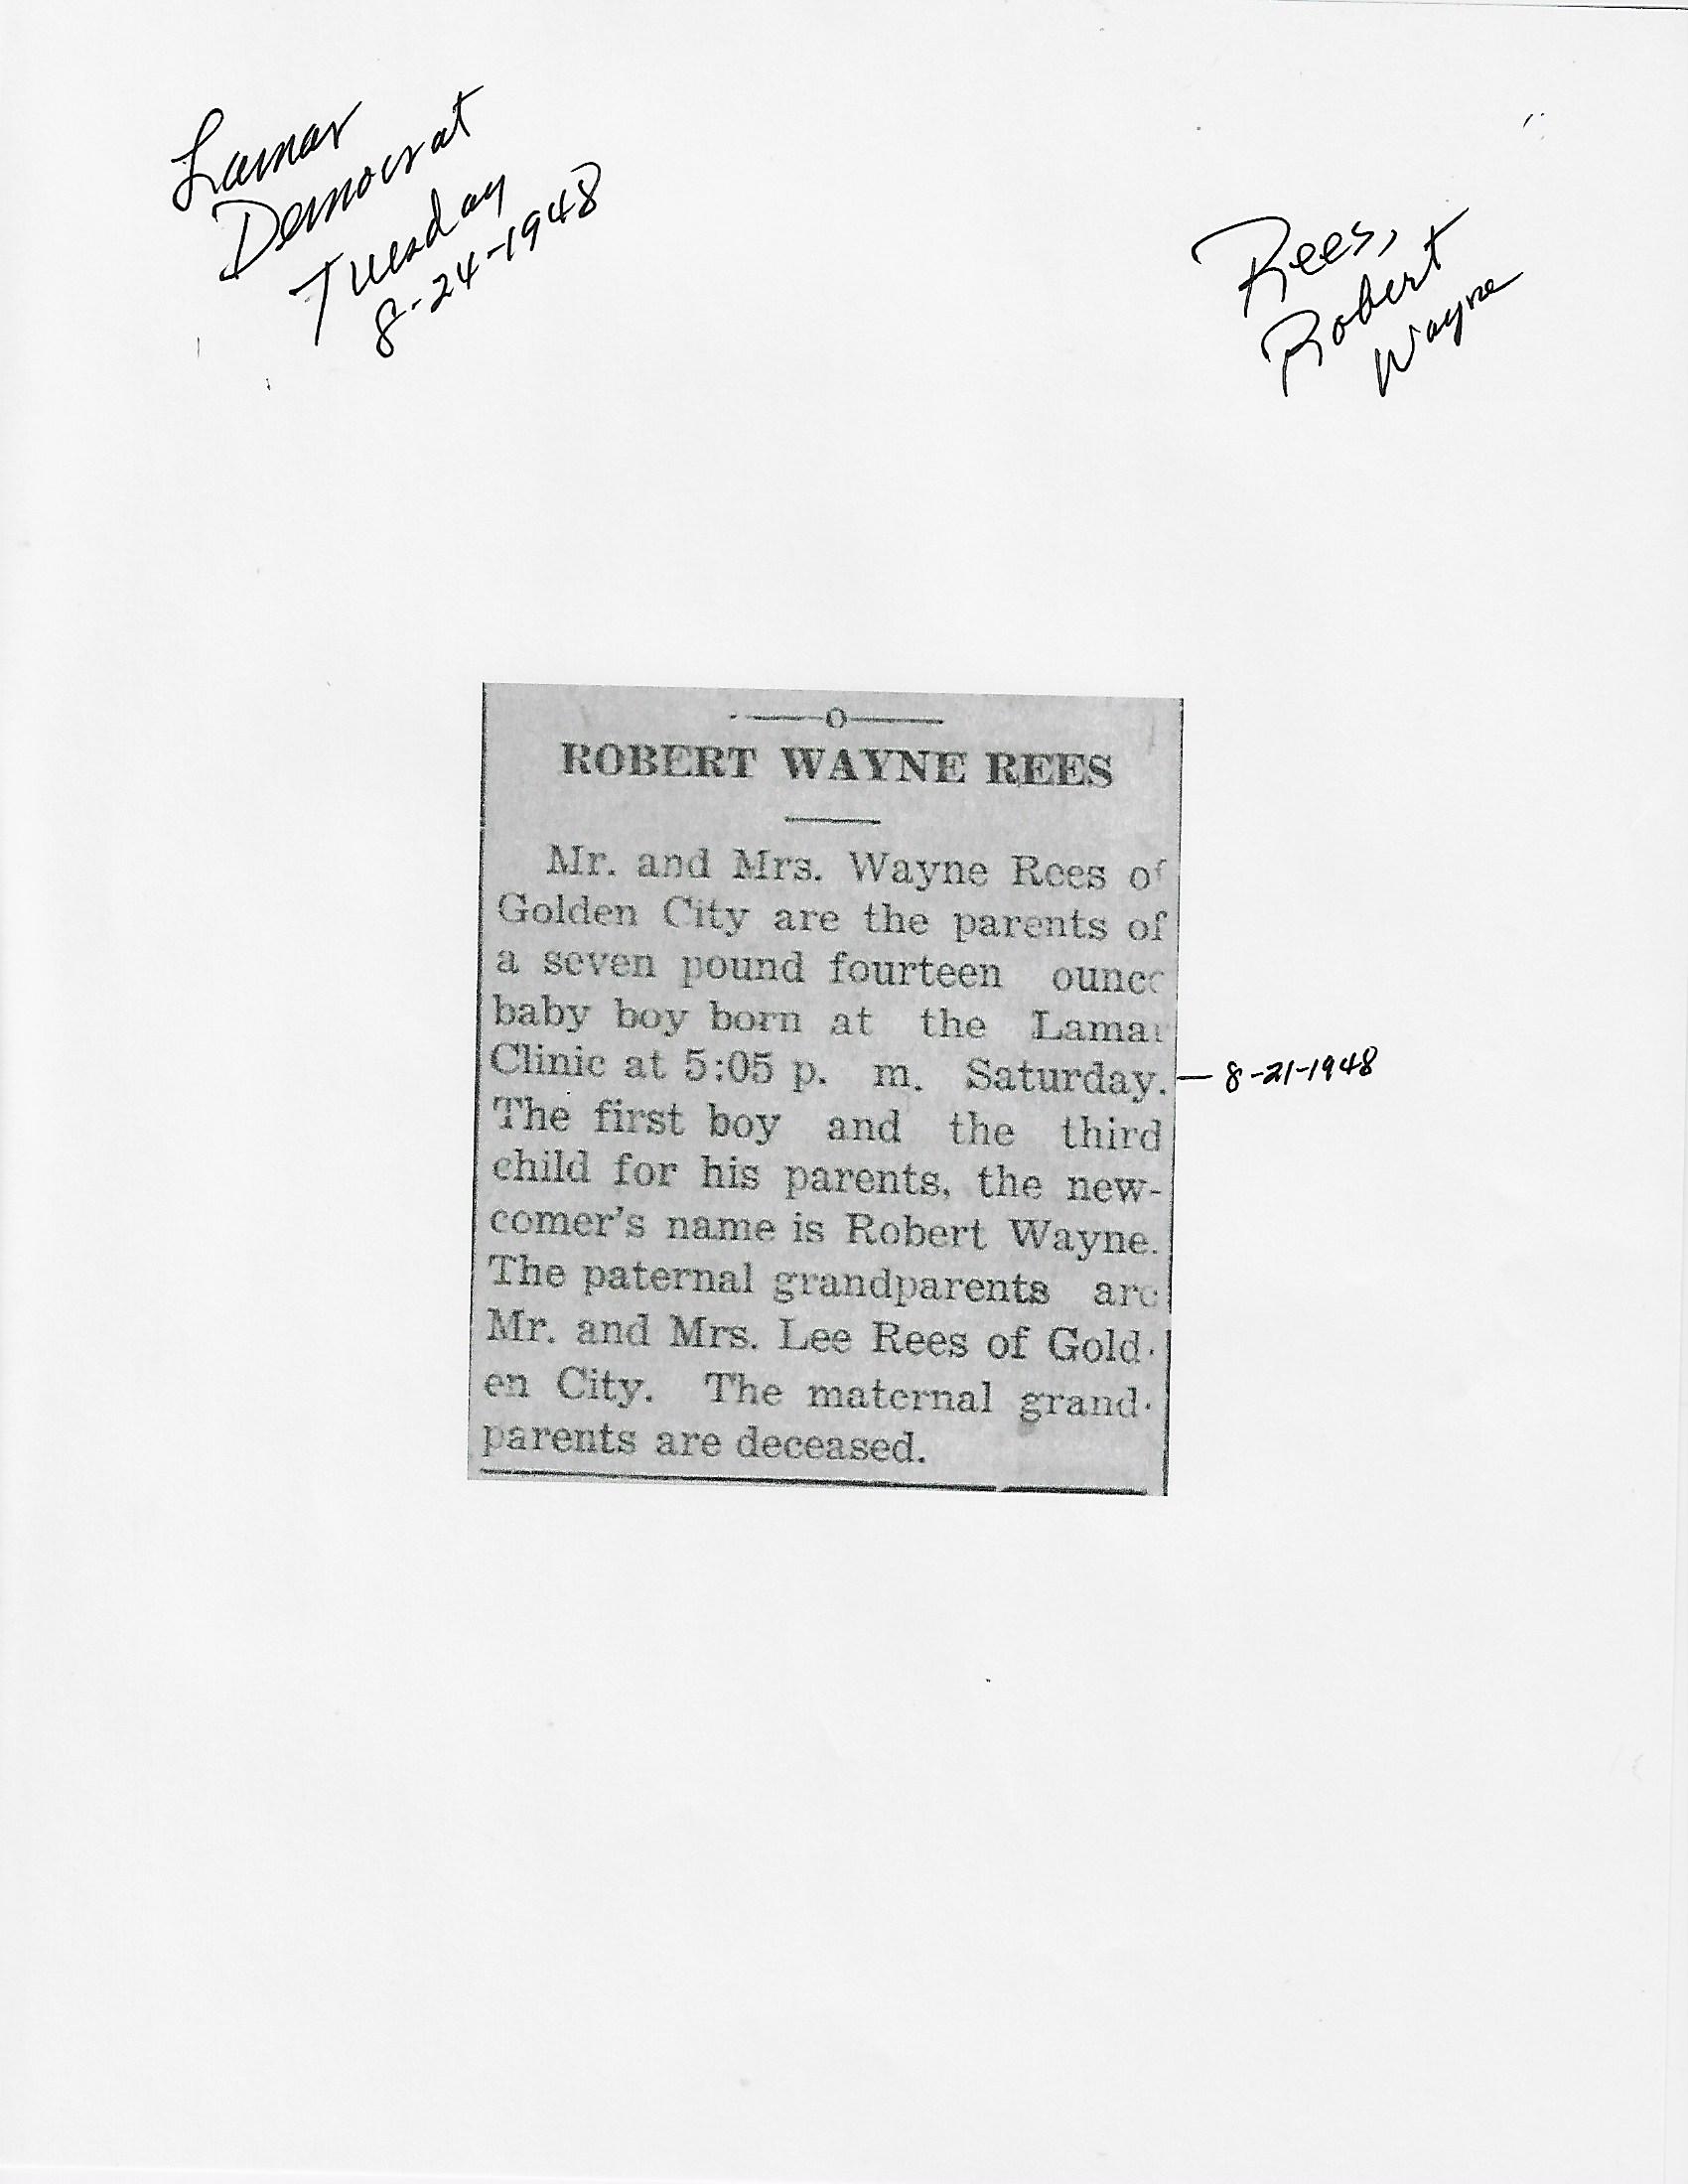 Lamar
Democrat
Tuesday
8-24-1948
Rees,
Robert
Wayne
o
ROBERT WAYNE REES
Mr. and Mrs. Wayne Rees of
Golden City are the parents of
a seven pound fourteen ounce
baby boy born at the Lamar
Clinic at 5:05 p. m. Saturday. — 8-21-1948
The first boy and the third
child for his parents, the new-
comer's name is Robert Wayne.
The paternal grandparents are
Mr. and Mrs. Lee Rees of Gold-
en City. The maternal grand-
parents are deceased.